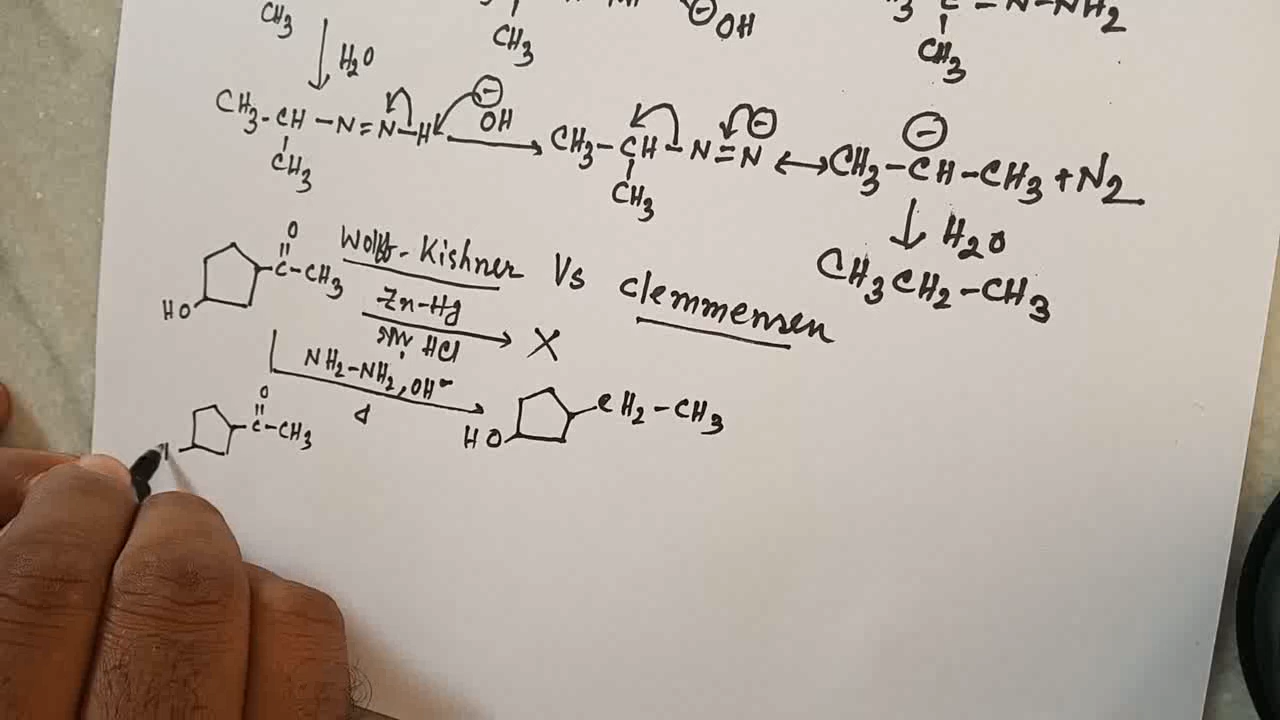 CH3 CH3 ⊖OH C-N-NH2
CH3
↓ H2O
CH3-CH-N=N-H ⊖OH → CH3-CH-N=N⊖ ↔ CH3-CH⊖-CH3 + N2
CH3 CH3
↓ H2O
CH3CH2-CH3
Wolff-Kishner Vs Clemmensen
O
HO C-CH3
Zn-Hg
HCl → X
NH2-NH2, OH-
HO CH2-CH3
O
C-CH3